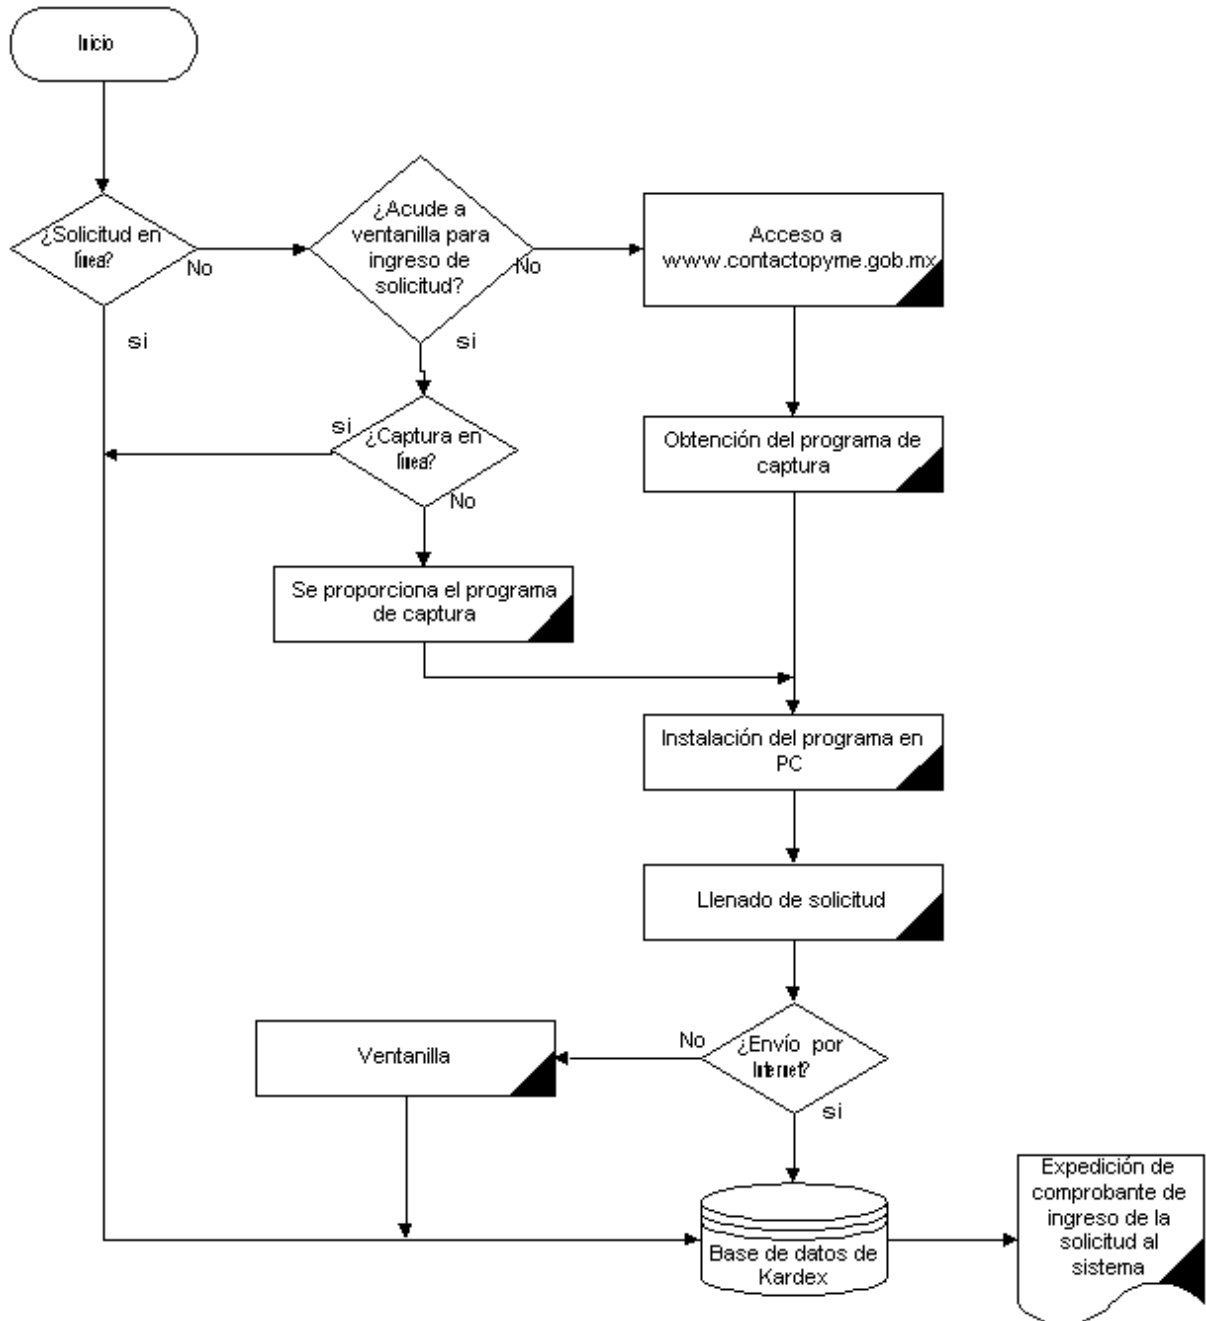 Inicio
¿Solicitud en
línea?
No
si
¿Acude a
ventanilla para
ingreso de
solicitud?
No
si
Acceso a
www.contactopyme.gob.mx
si
¿Captura en
línea?
No
Obtención del programa de
captura
Se proporciona el programa
de captura
Instalación del programa en
PC
Llenado de solicitud
¿Envío por
Internet?
No
si
Ventanilla
Base de datos de
Kardex
Expedición de
comprobante de
ingreso de la
solicitud al
sistema